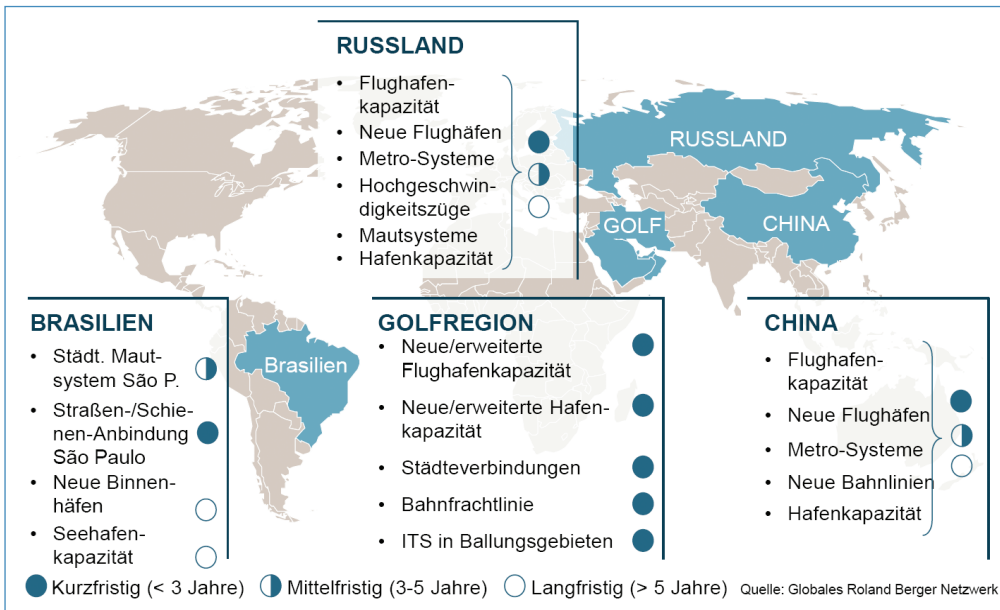 RUSSLAND
• Flughafen-
kapazität
• Neue Flughäfen
• Metro-Systeme
• Hochgeschwin-
digkeitszüge
• Mautsysteme
• Hafenkapazität
RUSSLAND
GOLF
CHINA
Brasilien
BRASILIEN
• Städt. Maut-
system São P.
• Straßen-/Schie-
nen-Anbindung
São Paulo
• Neue Binnen-
häfen
• Seehafen-
kapazität
GOLFREGION
• Neue/erweiterte
Flughafenkapazität
• Neue/erweiterte Hafen-
kapazität
• Städteverbindungen
• Bahnfrachtlinie
• ITS in Ballungsgebieten
CHINA
• Flughafen-
kapazität
• Neue Flughäfen
• Metro-Systeme
• Neue Bahnlinien
• Hafenkapazität
Kurzfristig (< 3 Jahre) Mittelfristig (3-5 Jahre) Langfristig (> 5 Jahre) Quelle: Globales Roland Berger Netzwerk